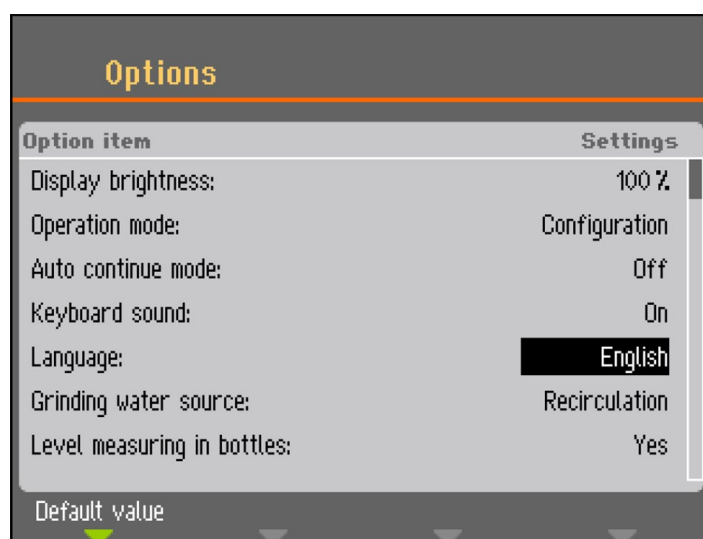 Options
Option item Settings
Display brightness: 100 %
Operation mode: Configuration
Auto continue mode: Off
Keyboard sound: On
Language: English
Grinding water source: Recirculation
Level measuring in bottles: Yes
Default value